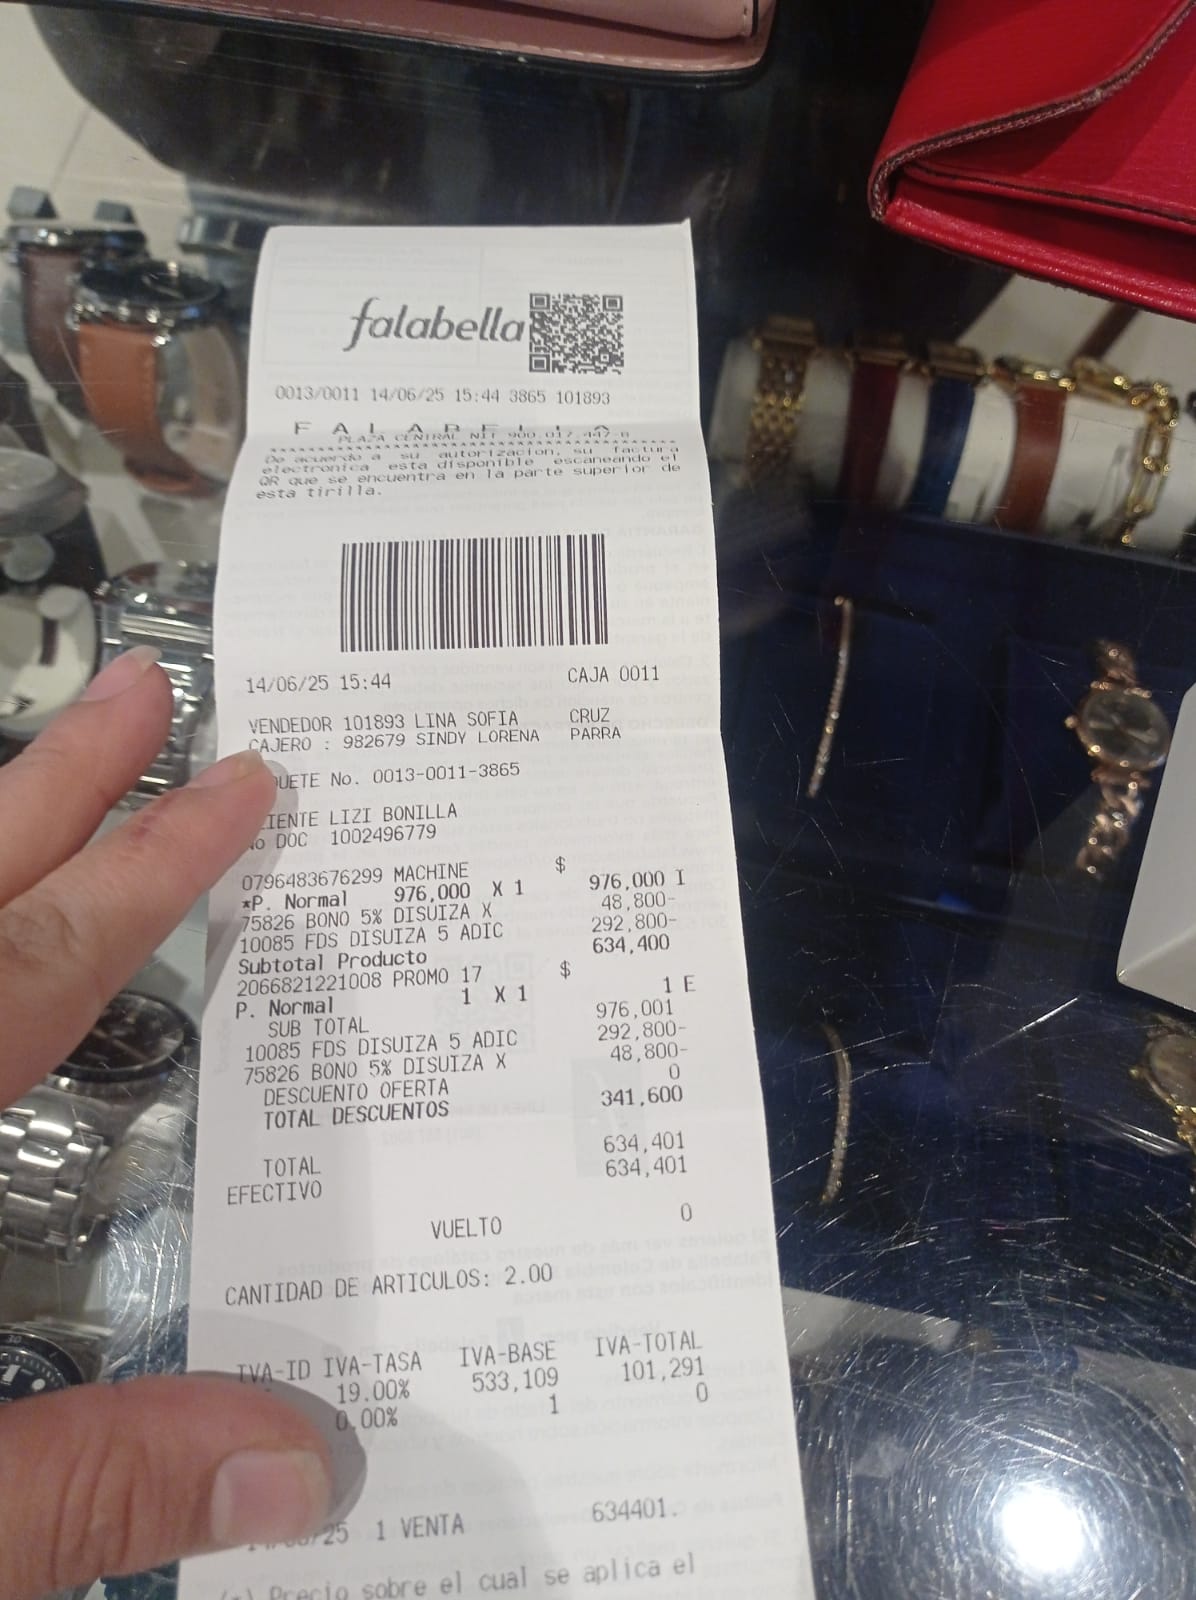 falabella
0013/0011 14/06/25 15:44 3865 101893
FALABELLA
PLAZA CENTRAL NIT 900.017.447-8
****************************************
De acuerdo a su autorizacion, su factura
electronica esta disponible escaneando el
QR que se encuentra en la parte superior de
esta tirilla.
14/06/25 15:44 CAJA 0011
VENDEDOR 101893 LINA SOFIA CRUZ
CAJERO : 982679 SINDY LORENA PARRA
UETE No. 0013-0011-3865
IENTE LIZI BONILLA
No DOC 1002496779
0796483676299 MACHINE $
*P. Normal 976,000 X 1 976,000 I
75826 BONO 5% DISUIZA X 48,800-
10085 FDS DISUIZA 5 ADIC 292,800-
Subtotal Producto 634,400
2066821221008 PROMO 17 $
P. Normal 1 X 1 1 E
SUB TOTAL 976,001
10085 FDS DISUIZA 5 ADIC 292,800-
75826 BONO 5% DISUIZA X 48,800-
DESCUENTO OFERTA 0
TOTAL DESCUENTOS 341,600
TOTAL 634,401
EFECTIVO 634,401
VUELTO 0
CANTIDAD DE ARTICULOS: 2.00
IVA-ID IVA-TASA IVA-BASE IVA-TOTAL
19.00% 533,109 101,291
0.00% 1 0
25 1 VENTA 634401.
(*) Precio sobre el cual se aplica el